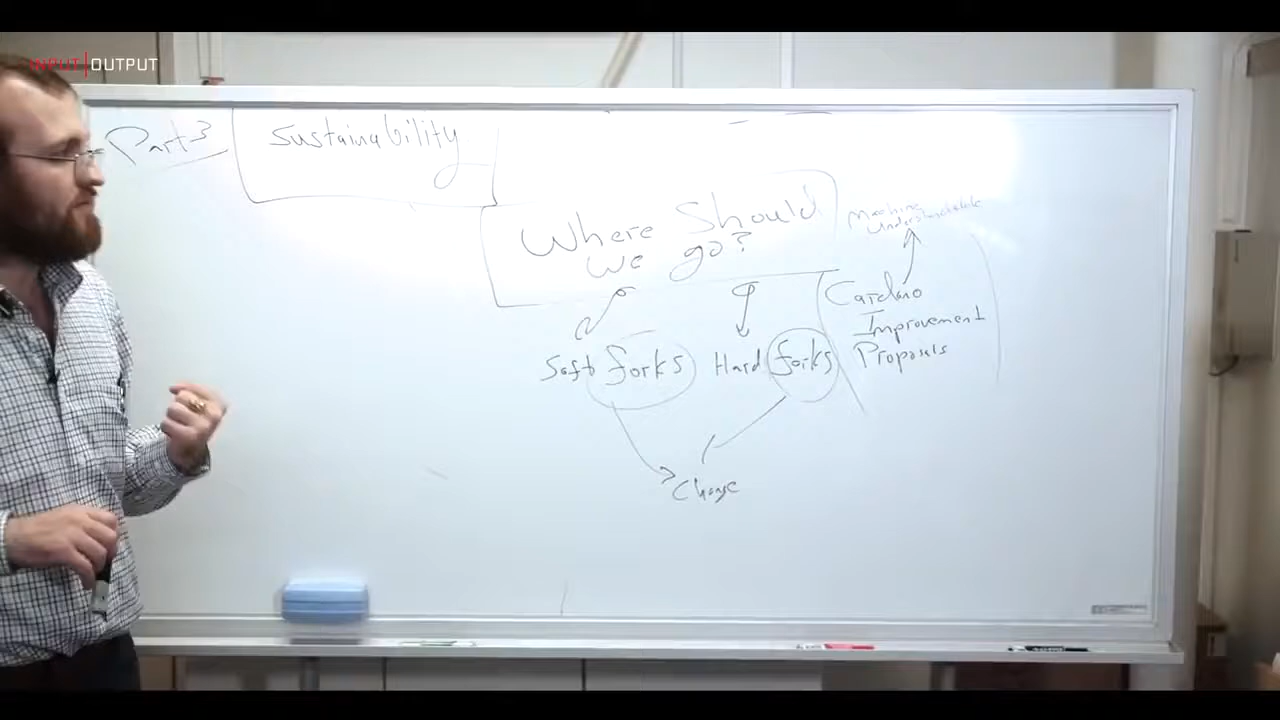 INPUT|OUTPUT
Part 3
Sustainability
Where Should
we go?
Machine
Understandable
Cardano
Improvement
Proposals
Soft forks
Hard forks
Change